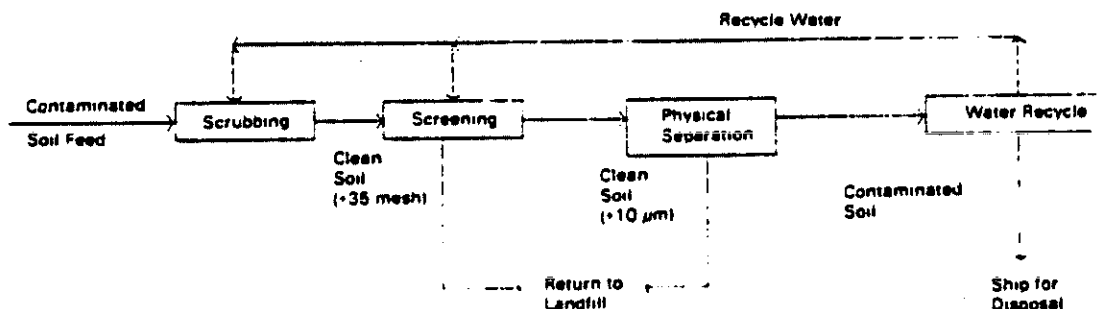 Recycle Water
Contaminated
Soil Feed
Scrubbing
Screening
Physical
Separation
Water Recycle
Clean
Soil
(+35 mesh)
Clean
Soil
(+10 µm)
Contaminated
Soil
Return to
Landfill
Ship for
Disposal